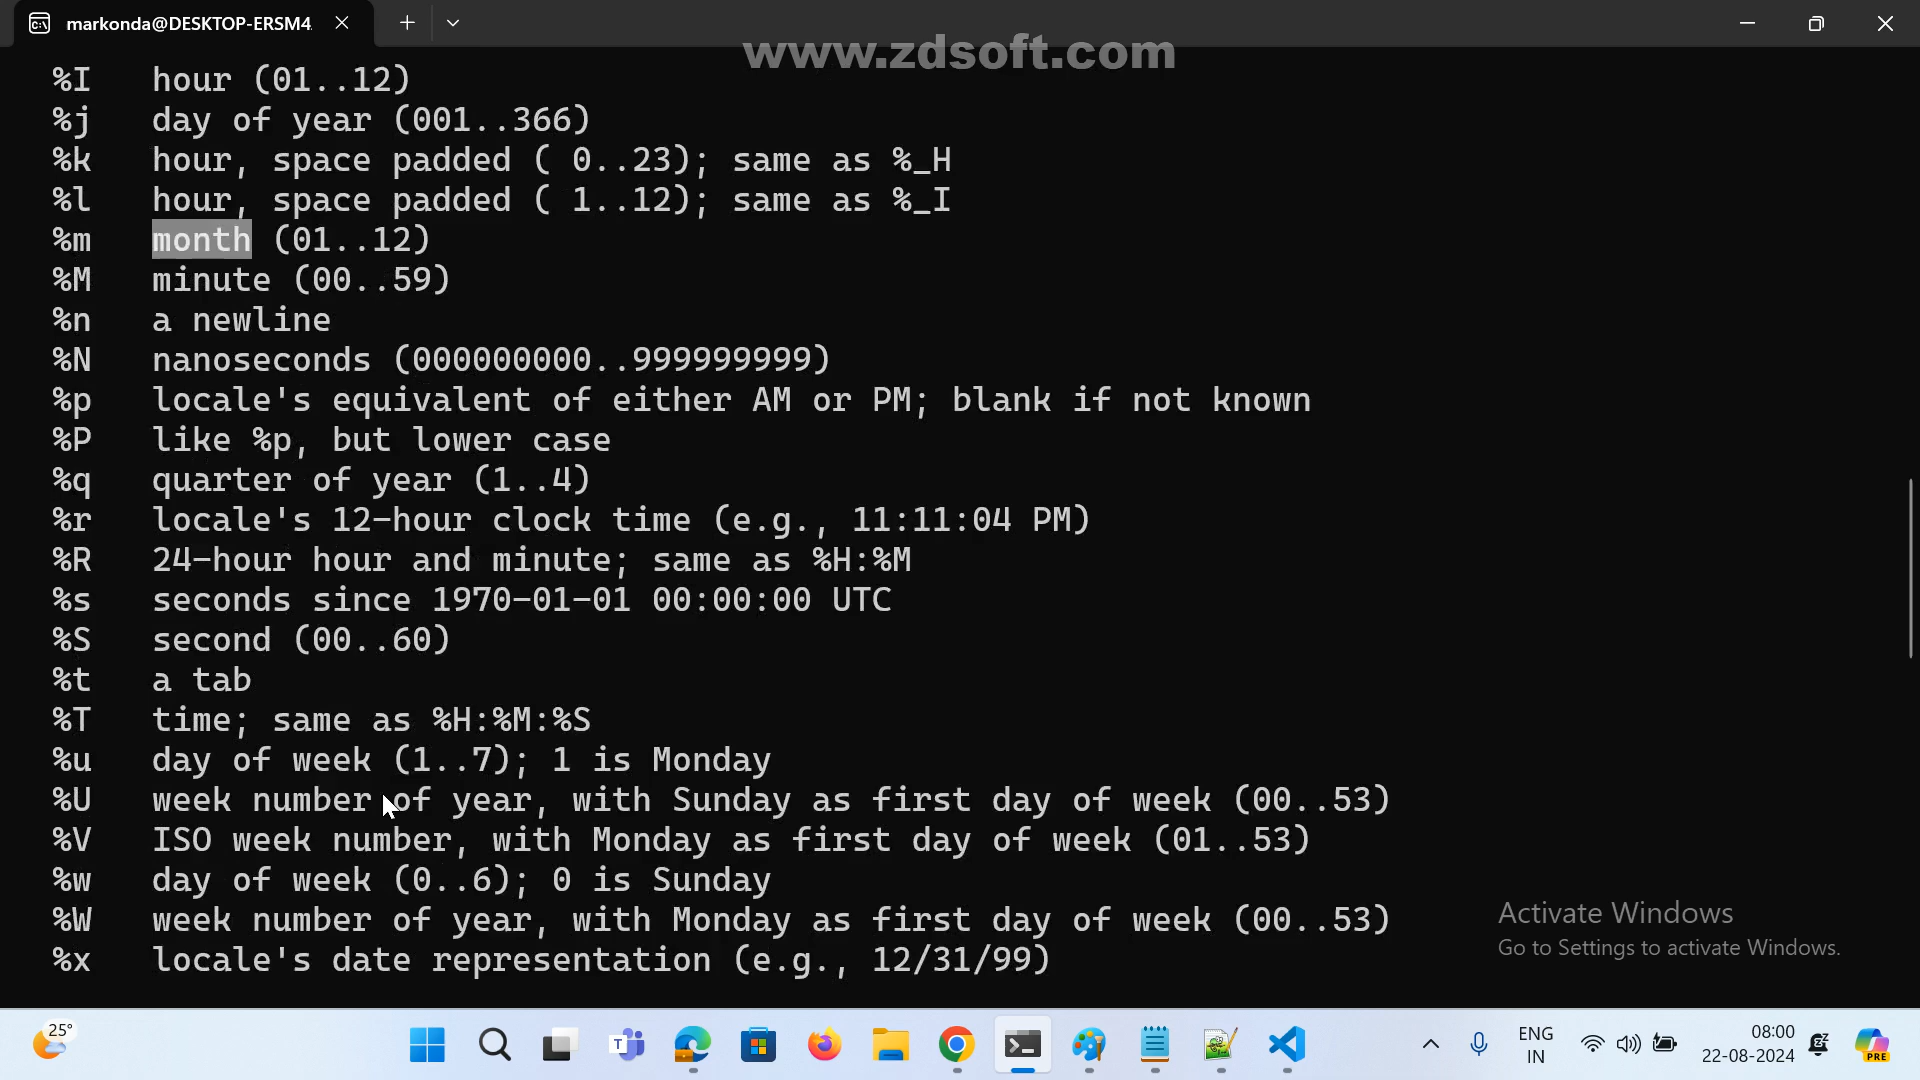 markonda@DESKTOP-ERSM4
www.zdsoft.com
%I hour (01..12)
%j day of year (001..366)
%k hour, space padded ( 0..23); same as %_H
%l hour, space padded ( 1..12); same as %_I
%m month (01..12)
%M minute (00..59)
%n a newline
%N nanoseconds (000000000..999999999)
%p locale's equivalent of either AM or PM; blank if not known
%P like %p, but lower case
%q quarter of year (1..4)
%r locale's 12-hour clock time (e.g., 11:11:04 PM)
%R 24-hour hour and minute; same as %H:%M
%s seconds since 1970-01-01 00:00:00 UTC
%S second (00..60)
%t a tab
%T time; same as %H:%M:%S
%u day of week (1..7); 1 is Monday
%U week number of year, with Sunday as first day of week (00..53)
%V ISO week number, with Monday as first day of week (01..53)
%w day of week (0..6); 0 is Sunday
%W week number of year, with Monday as first day of week (00..53)
%x locale's date representation (e.g., 12/31/99)
Activate Windows
Go to Settings to activate Windows.
25°
ENG
IN
08:00
22-08-2024
PRE